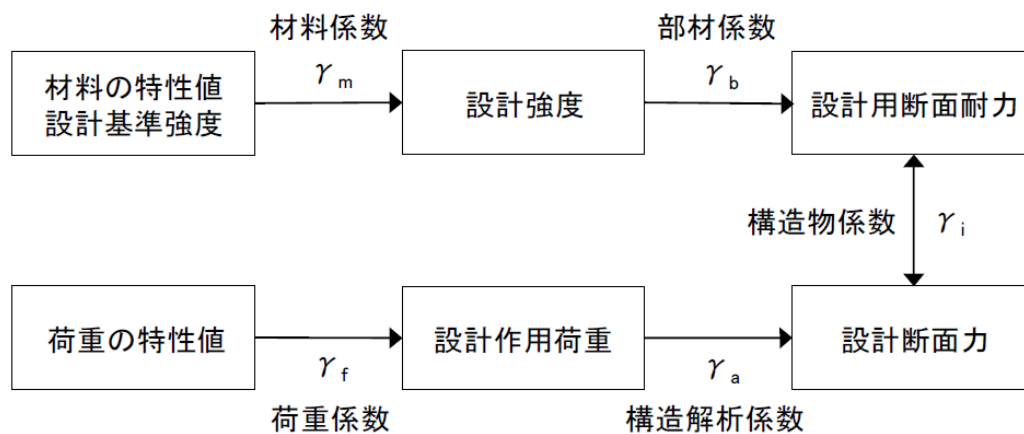 材料係数
部材係数
材料の特性値
設計基準強度
γm
設計強度
γb
設計用断面耐力
構造物係数
γi
荷重の特性値
γf
設計作用荷重
γa
設計断面力
荷重係数
構造解析係数